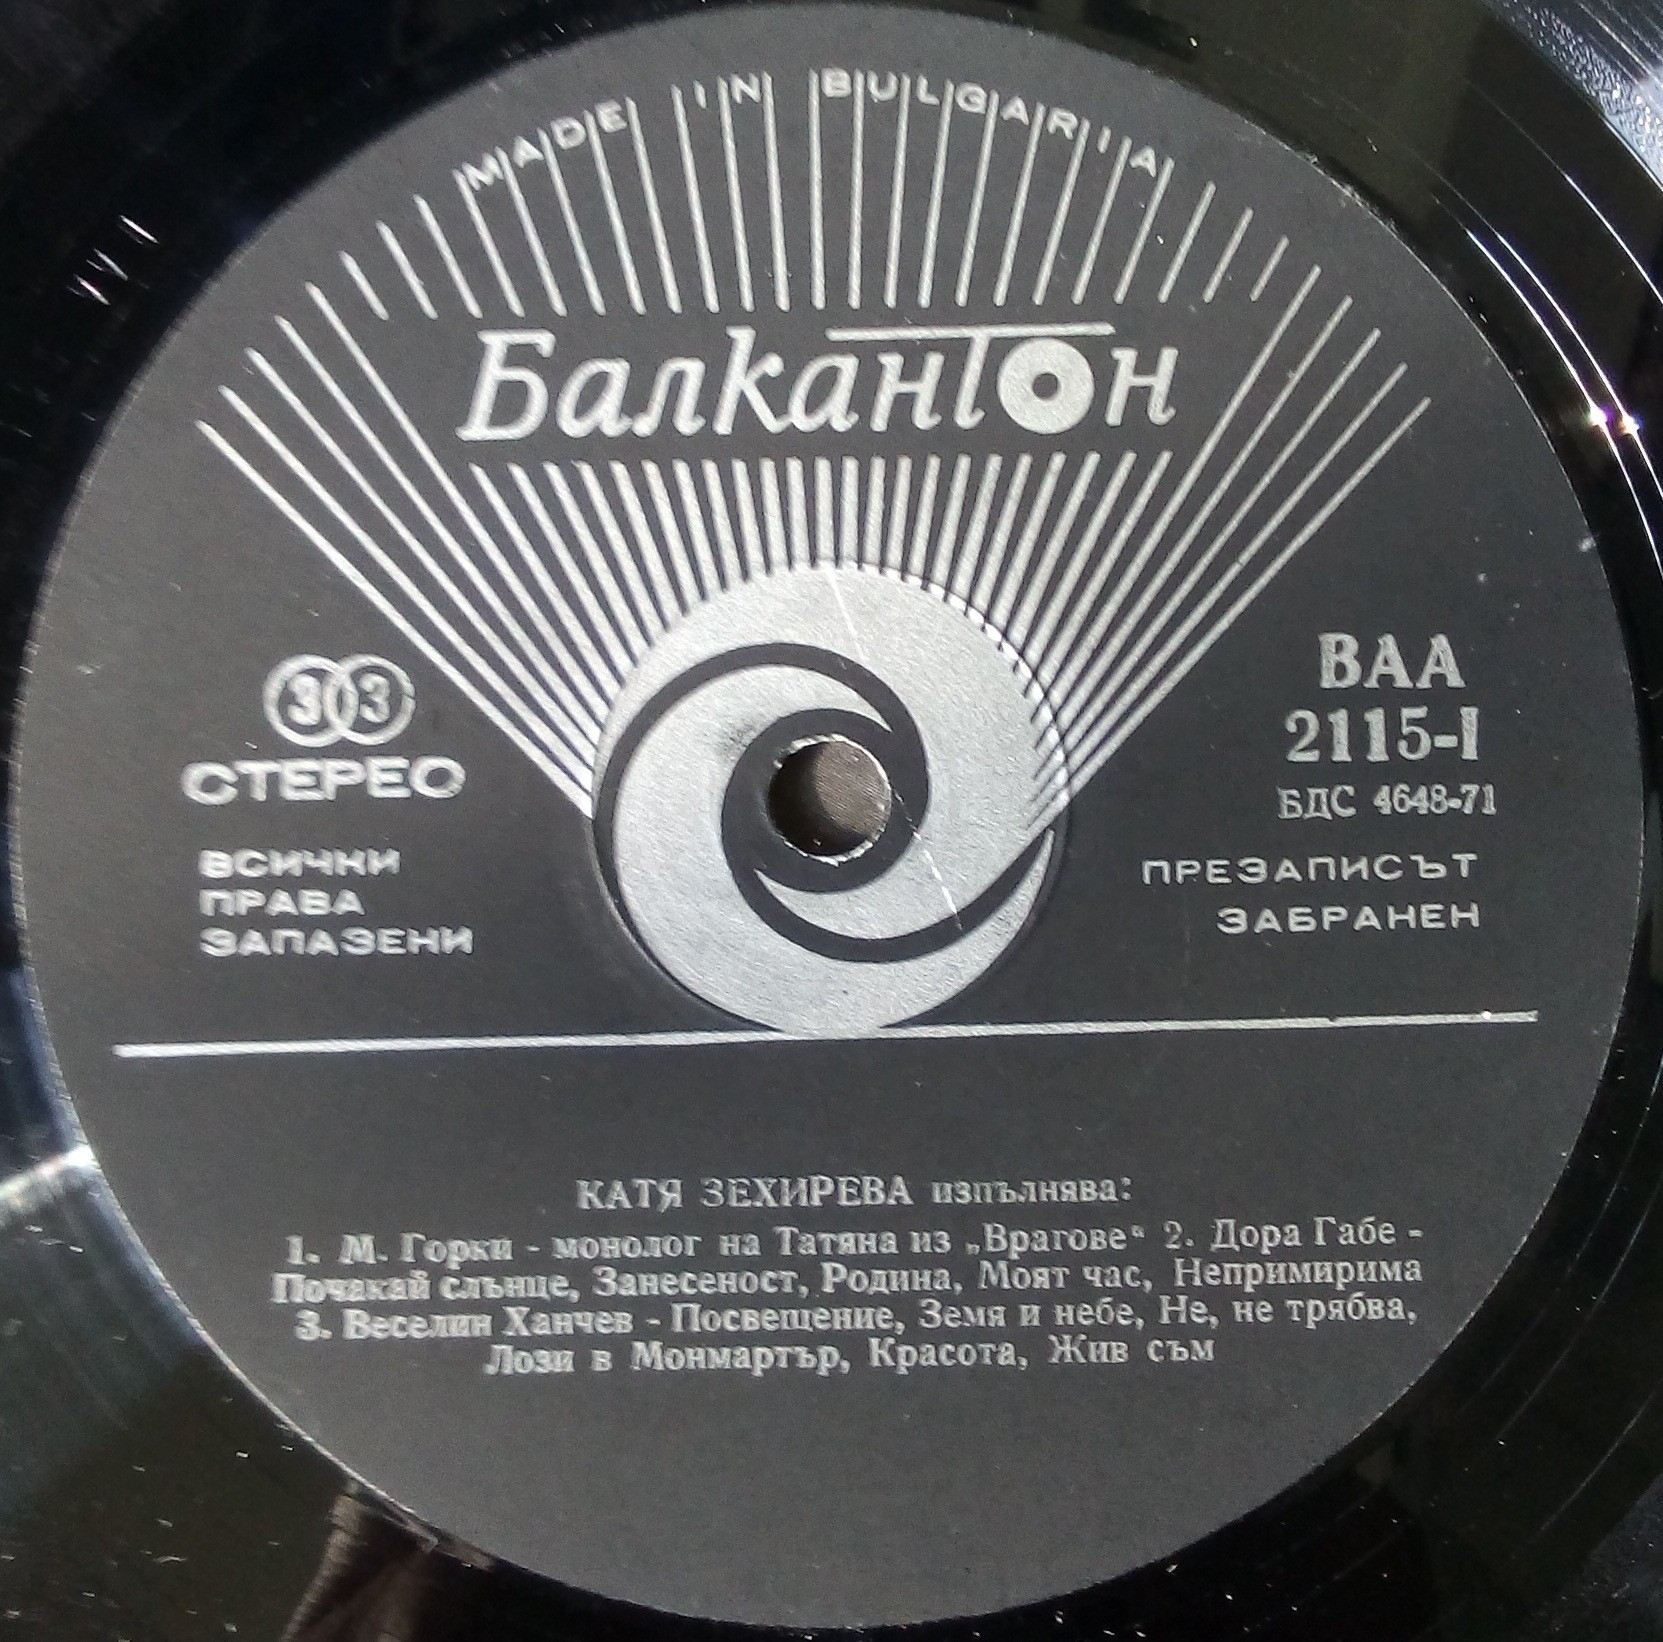 MADE IN BULGARIA
Балкантон
33
СТЕРЕО
ВСИЧКИ
ПРАВА
ЗАПАЗЕНИ
ВАА
2115-I
БДС 4648-71
ПРЕЗАПИСЪТ
ЗАБРАНЕН
КАТЯ ЗЕХИРЕВА изпълнява:
1. М. Горки - монолог на Татяна из „Врагове“ 2. Дора Габе -
Почакай слънце, Занесеност, Родина, Моят час, Непримирима
3. Веселин Ханчев - Посвещение, Земя и небе, Не, не трябва,
Лози в Монмартър, Красота, Жив съм